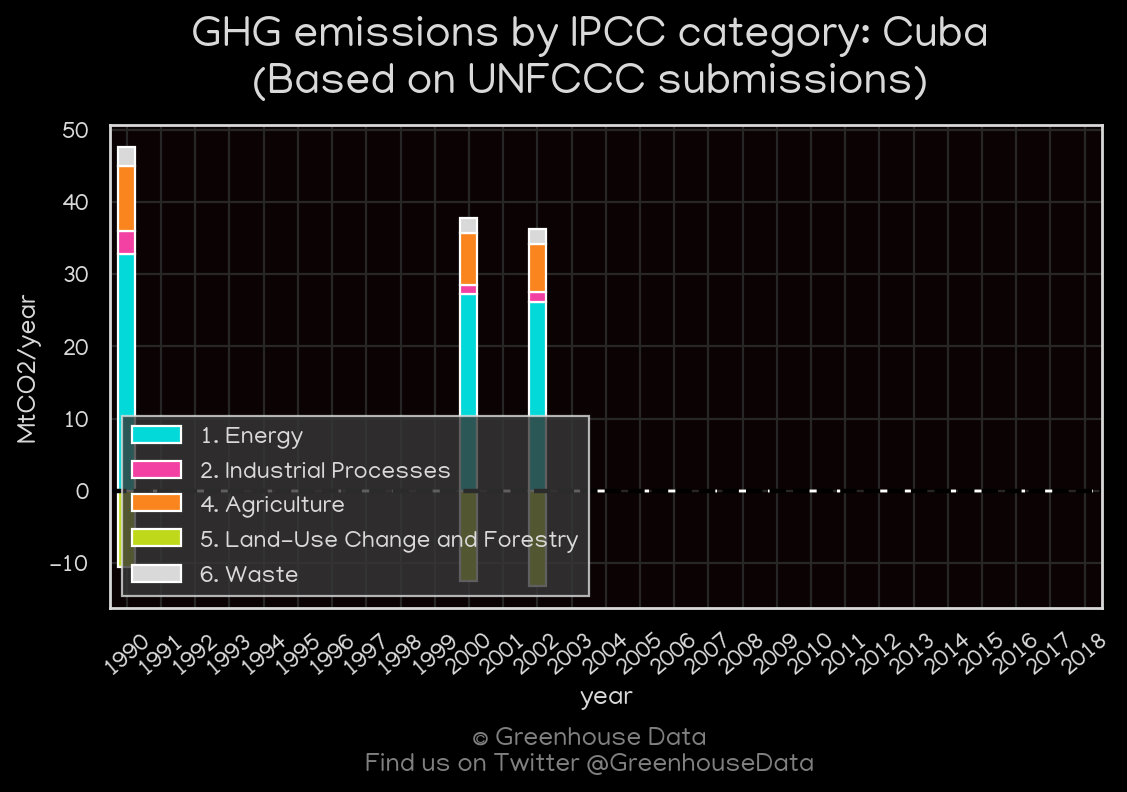 GHG emissions by IPCC category: Cuba
(Based on UNFCCC submissions)
50
40
30
20
10
0
-10
MtCO2/year
1. Energy
2. Industrial Processes
4. Agriculture
5. Land-Use Change and Forestry
6. Waste
1990 1991 1992 1993 1994 1995 1996 1997 1998 1999 2000 2001 2002 2003 2004 2005 2006 2007 2008 2009 2010 2011 2012 2013 2014 2015 2016 2017 2018
year
© Greenhouse Data
Find us on Twitter @GreenhouseData